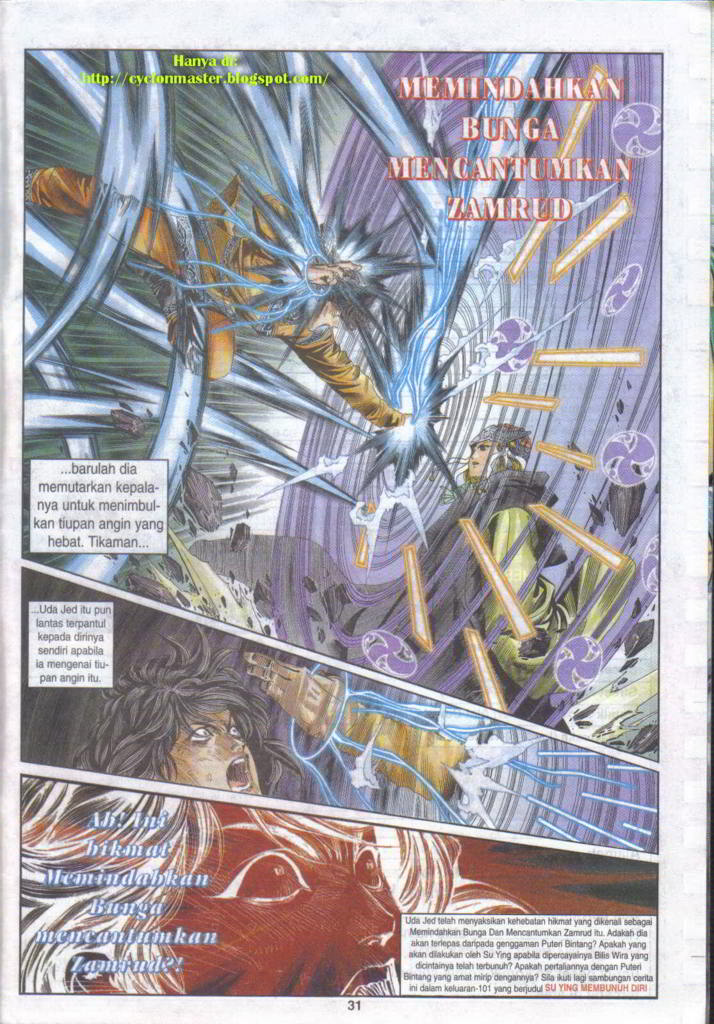 Hanya di:
http://cyctonmaster.blogspot.com/
MEMINDAHKAN
BUNGA
MENCANTUMKAN
ZAMRUD
...barulah dia
memutarkan kepala-
nya untuk menimbul-
kan tiupan angin yang
hebat. Tikaman...
...Uda Jed itu pun
lantas terpantul
kepada dirinya
sendiri apabila
ia mengenai tiu-
pan angin itu.
Ah! Ini
hikmat
Memindahkan
Bunga
mencantumkan
Zamrud?!
Uda Jed telah menyaksikan kehebatan hikmat yang dikenali sebagai
Memindahkan Bunga Dan Mencantumkan Zamrud itu. Adakah dia
akan terlepas daripada genggaman Puteri Bintang? Apakah yang
akan dilakukan oleh Su Ying apabila dipercayainya Bilis Wira yang
dicintainya telah terbunuh? Apakah pertaliannya dengan Puteri
Bintang yang amat mirip dengannya? Sila ikuti lagi sambungan cerita
ini dalam keluaran-101 yang berjudul SU YING MEMBUNUH DIRI
31